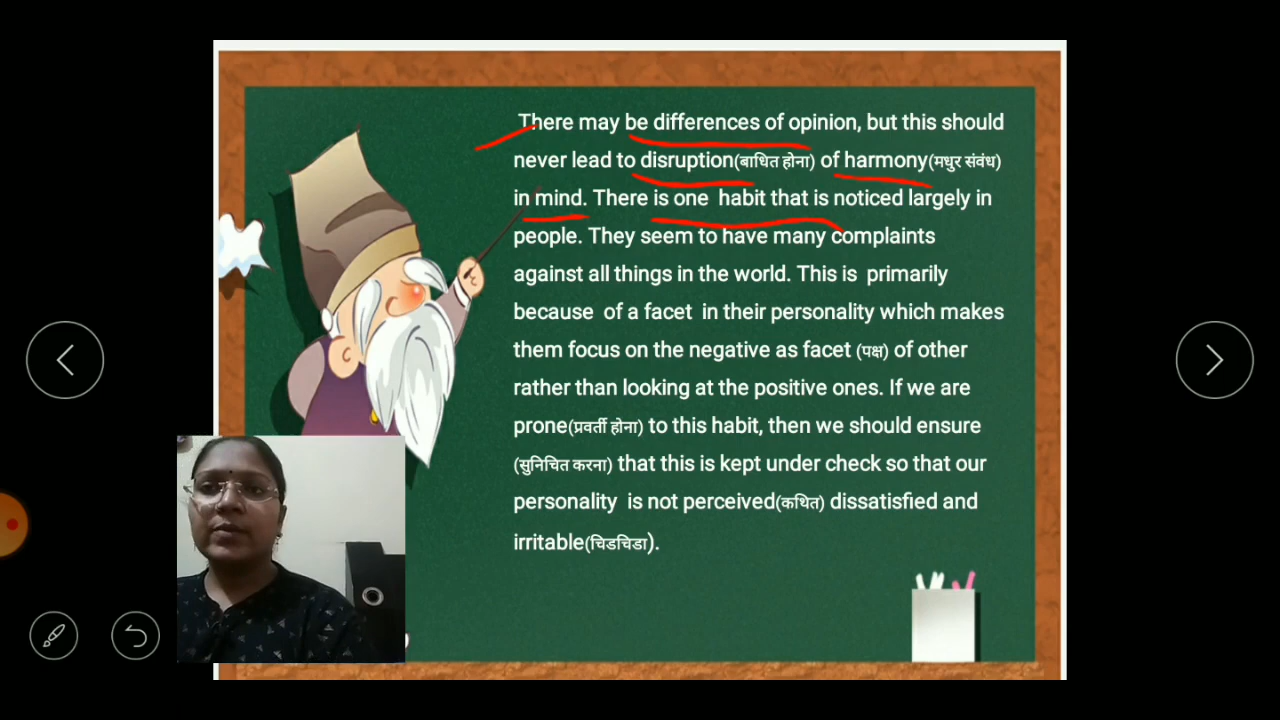 There may be differences of opinion, but this should
never lead to disruption(बाधित होना) of harmony(मधुर संवंध)
in mind. There is one habit that is noticed largely in
people. They seem to have many complaints
against all things in the world. This is primarily
because of a facet in their personality which makes
them focus on the negative as facet (पक्ष) of other
rather than looking at the positive ones. If we are
prone(प्रवर्ती होना) to this habit, then we should ensure
(सुनिचित करना) that this is kept under check so that our
personality is not perceived(कथित) dissatisfied and
irritable(चिडचिडा).